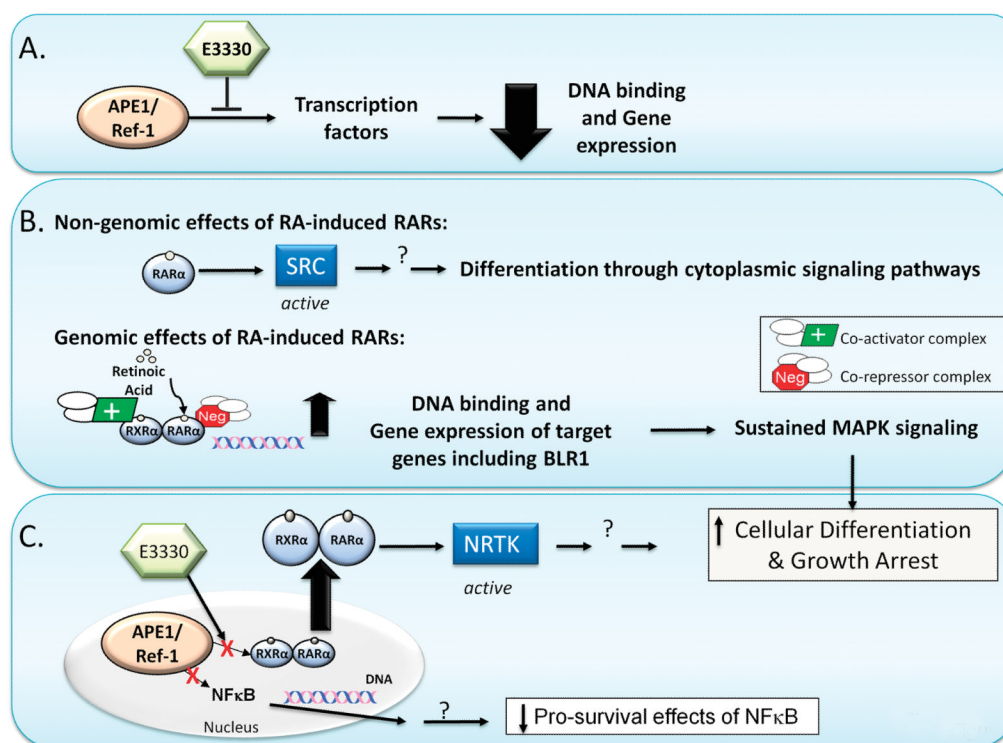 A.
E3330
APE1/
Ref-1
Transcription
factors
DNA binding
and Gene
expression
B.
Non-genomic effects of RA-induced RARs:
RARα
SRC
active
?
Differentiation through cytoplasmic signaling pathways
Genomic effects of RA-induced RARs:
Retinoic
Acid
+
RXRα
RARα
Neg
DNA binding and
Gene expression of target
genes including BLR1
Sustained MAPK signaling
+
Co-activator complex
Neg
Co-repressor complex
C.
E3330
RXRα
RARα
NRTK
active
?
Cellular Differentiation
& Growth Arrest
APE1/
Ref-1
X
RXRα
RARα
X
NFκB
DNA
Nucleus
?
Pro-survival effects of NFκB